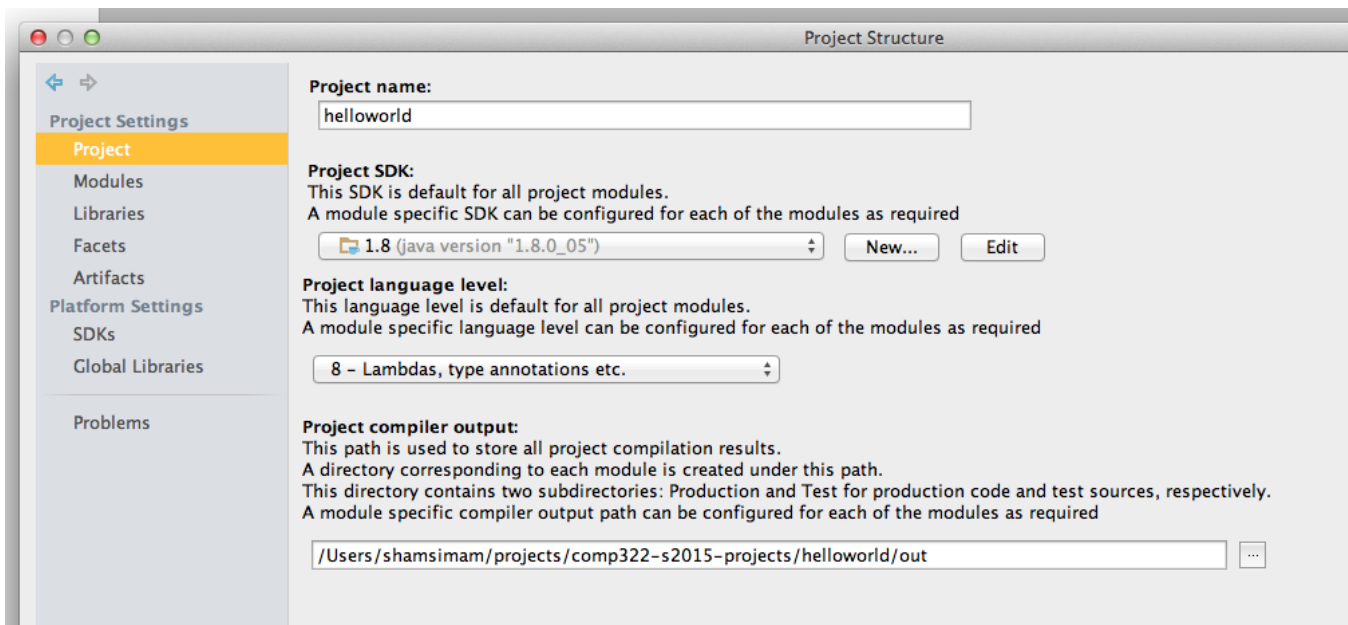 Project Structure
Project Settings
Project
Modules
Libraries
Facets
Artifacts
Platform Settings
SDKs
Global Libraries
Problems
Project name:
helloworld
Project SDK:
This SDK is default for all project modules.
A module specific SDK can be configured for each of the modules as required
1.8 (java version "1.8.0_05")
New...
Edit
Project language level:
This language level is default for all project modules.
A module specific language level can be configured for each of the modules as required
8 – Lambdas, type annotations etc.
Project compiler output:
This path is used to store all project compilation results.
A directory corresponding to each module is created under this path.
This directory contains two subdirectories: Production and Test for production code and test sources, respectively.
A module specific compiler output path can be configured for each of the modules as required
/Users/shamsimam/projects/comp322-s2015-projects/helloworld/out
...